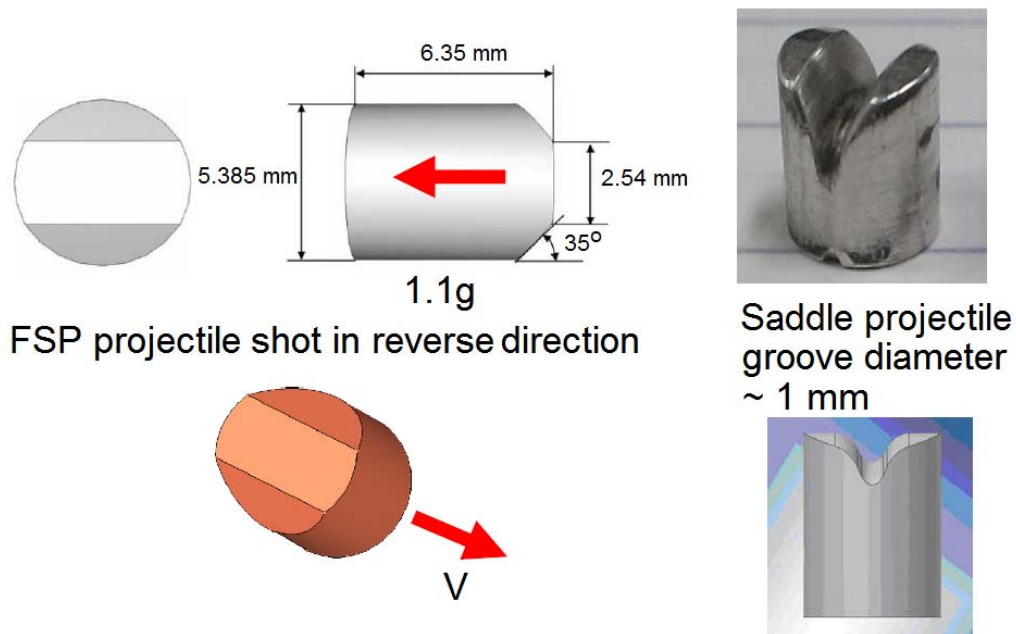 6.35 mm
5.385 mm
2.54 mm
35°
1.1g
FSP projectile shot in reverse direction
V
Saddle projectile
groove diameter
~ 1 mm